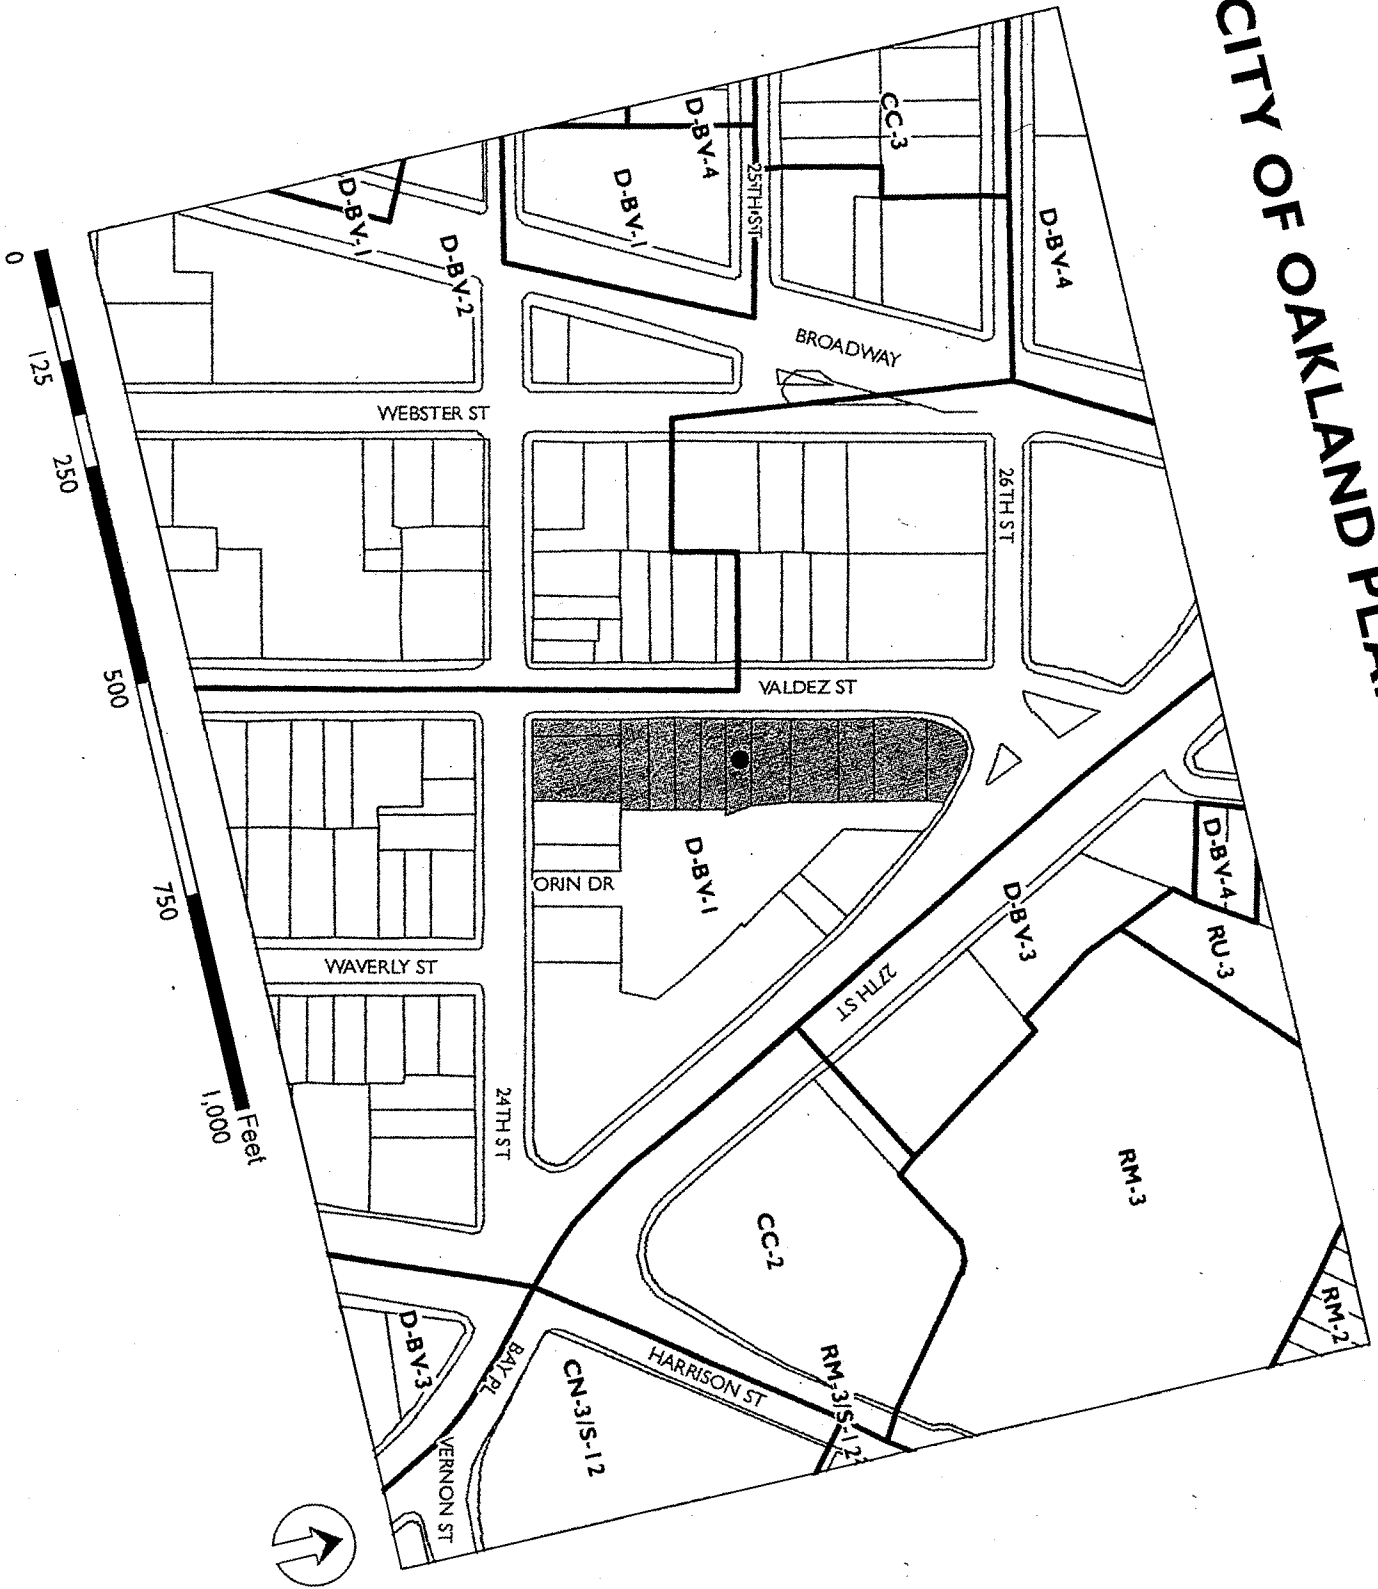 CITY OF OAKLAND PLA
CC-3
D-BV-4
D-BV-4
25TH ST
D-BV-1
D-BV-1
D-BV-2
BROADWAY
WEBSTER ST
26TH ST
VALDEZ ST
D-BV-1
ORIN DR
D-BV-4
RU-3
D-BV-3
27TH ST
WAVERLY ST
24TH ST
RM-3
CC-2
RM-2
HARRISON ST
RM-3/S-12
D-BV-3
BAY PL
CN-3/S-12
VERNON ST
0
125
250
500
750
1,000
Feet